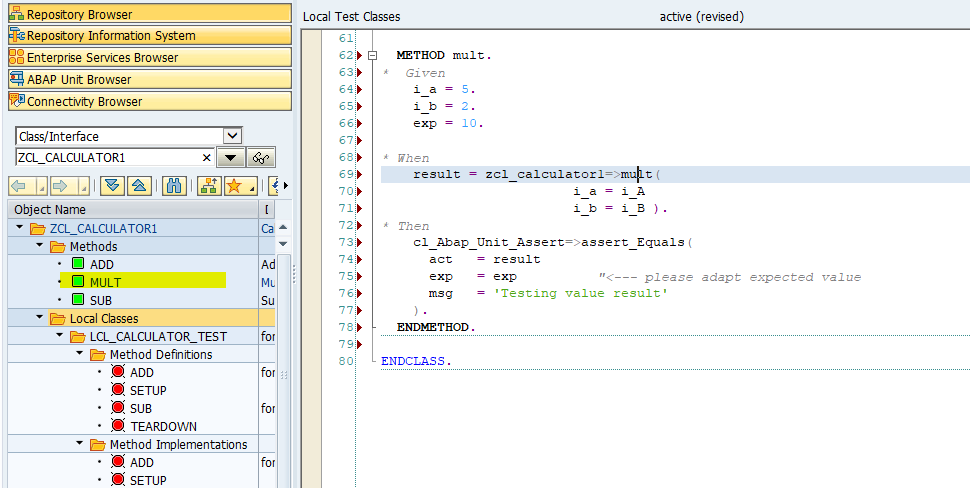 Repository Browser
Repository Information System
Enterprise Services Browser
ABAP Unit Browser
Connectivity Browser
Class/Interface
ZCL_CALCULATOR1
Object Name
ZCL_CALCULATOR1 Ca
Methods
ADD Ad
MULT Mu
SUB Su
Local Classes
LCL_CALCULATOR_TEST for
Method Definitions
ADD for
SETUP
SUB for
TEARDOWN
Method Implementations
ADD for
SETUP
Local Test Classes active (revised)
61
62 METHOD mult.
63 * Given
64 i_a = 5.
65 i_b = 2.
66 exp = 10.
67
68 * When
69 result = zcl_calculator1=>mult(
70 i_a = i_A
71 i_b = i_B ).
72 * Then
73 cl_Abap_Unit_Assert=>assert_Equals(
74 act = result
75 exp = exp "<--- please adapt expected value
76 msg = 'Testing value result'
77 ).
78 ENDMETHOD.
79
80 ENDCLASS.